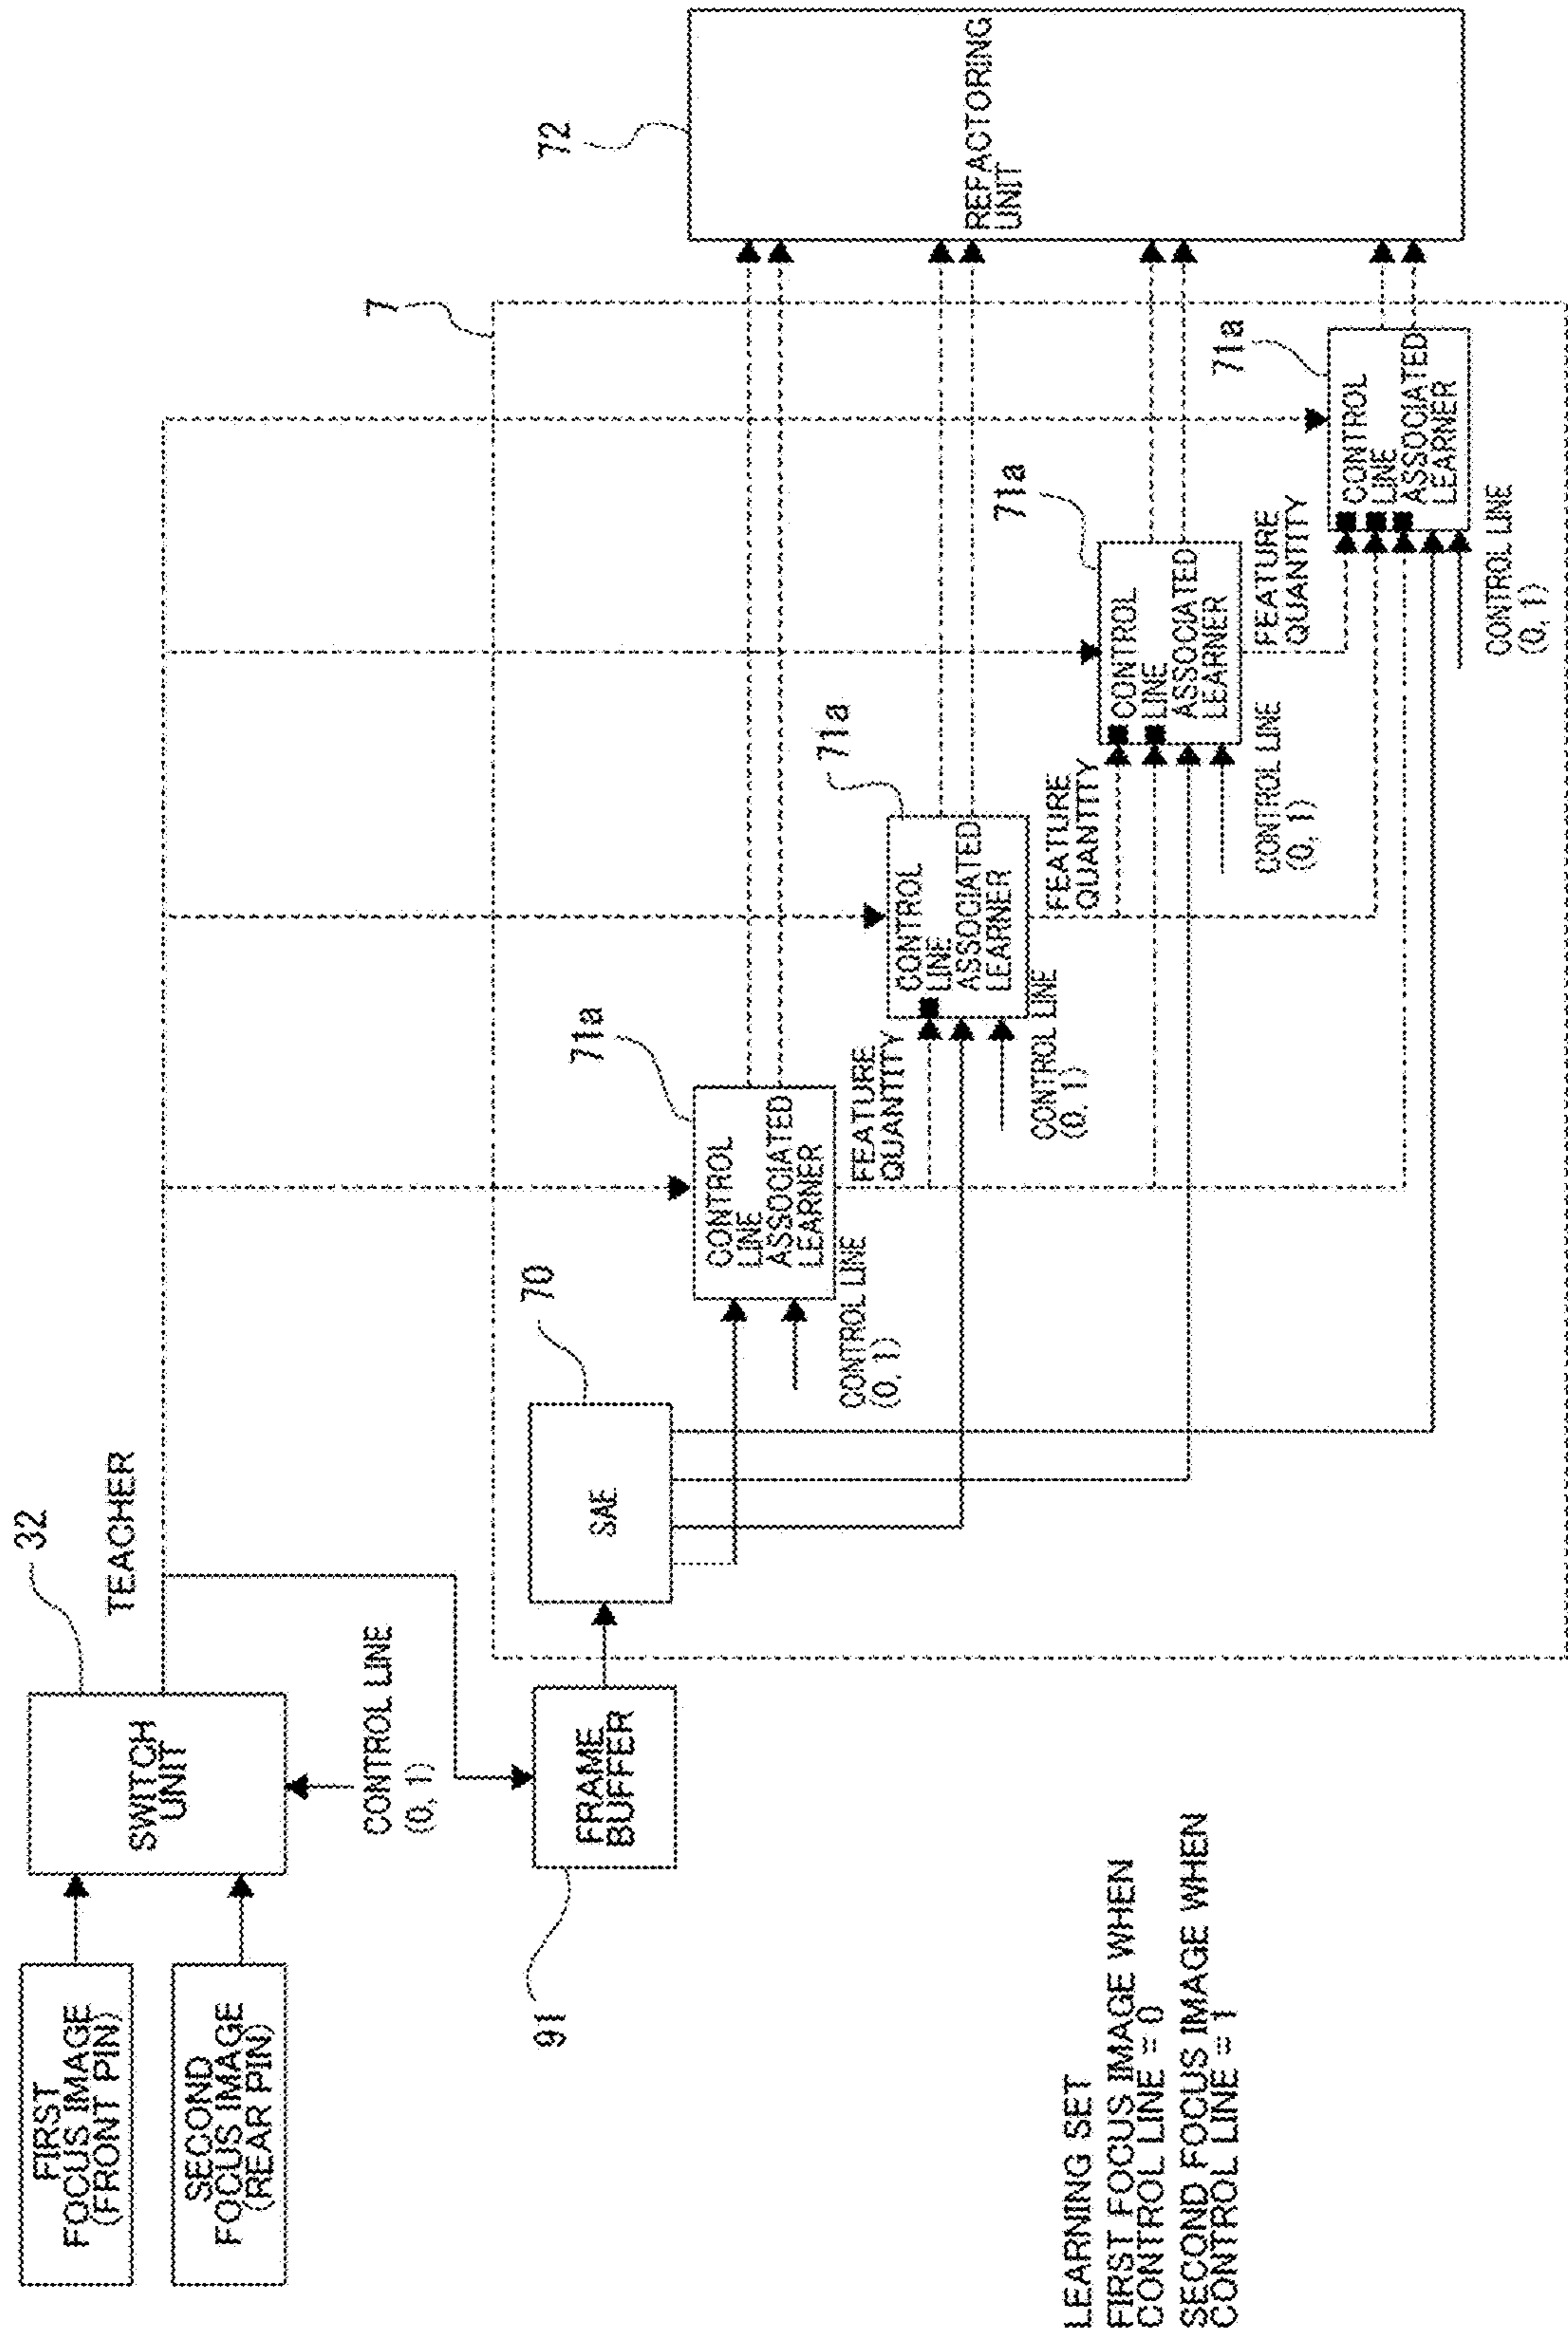 FIRST
FOCUS IMAGE
(FRONT PIN)
SECOND
FOCUS IMAGE
(REAR PIN)
SWITCH
UNIT
32
TEACHER
CONTROL LINE
(0, 1)
FRAME
BUFFER
91
SAE
70
7
CONTROL
LINE
ASSOCIATED
LEARNER
71a
CONTROL LINE
(0, 1)
FEATURE
QUANTITY
CONTROL
LINE
ASSOCIATED
LEARNER
71a
CONTROL LINE
(0, 1)
FEATURE
QUANTITY
CONTROL
LINE
ASSOCIATED
LEARNER
71a
CONTROL LINE
(0, 1)
FEATURE
QUANTITY
CONTROL
LINE
ASSOCIATED
LEARNER
71a
CONTROL LINE
(0, 1)
REFACTORING
UNIT
72
LEARNING SET
FIRST FOCUS IMAGE WHEN
CONTROL LINE = 0
SECOND FOCUS IMAGE WHEN
CONTROL LINE = 1